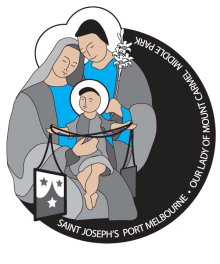 SAINT JOSEPH'S PORT MELBOURNE • OUR LADY OF MOUNT CARMEL MIDDLE PARK